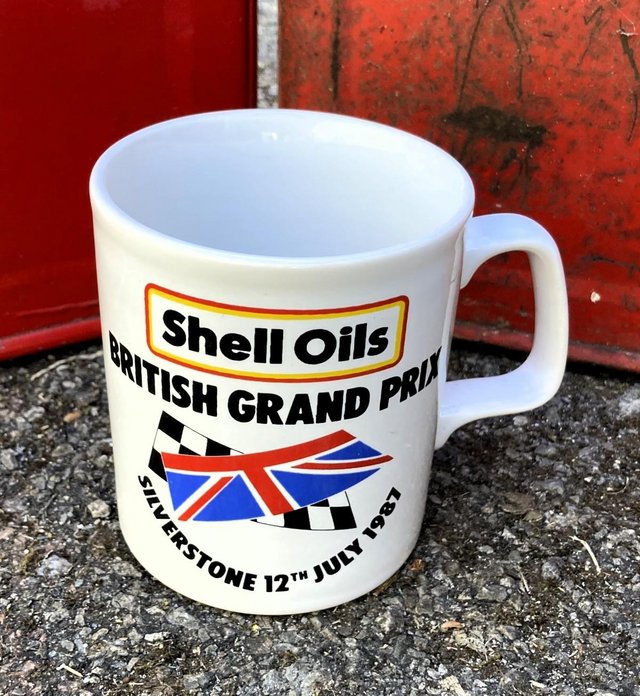 Shell Oils
BRITISH GRAND PRIX
SILVERSTONE 12TH JULY 1987